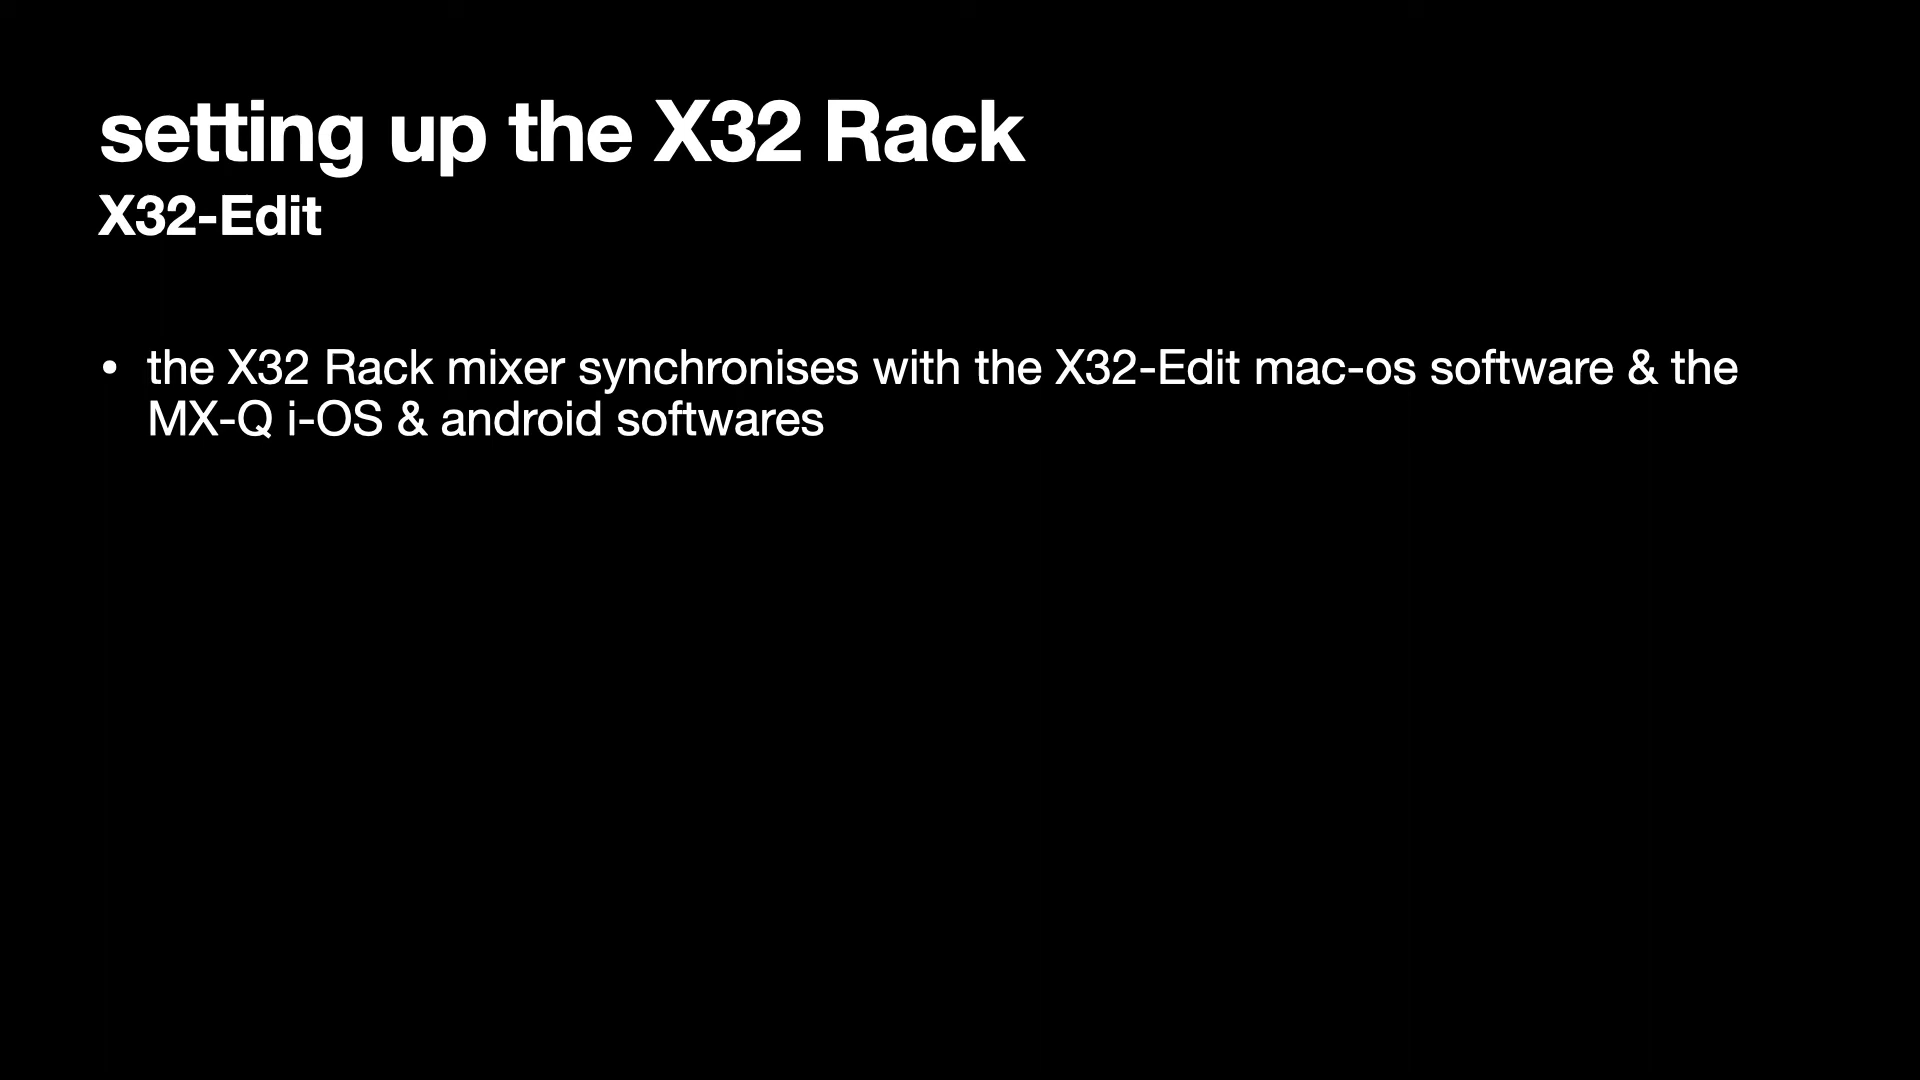 setting up the X32 Rack
X32-Edit
• the X32 Rack mixer synchronises with the X32-Edit mac-os software & the
MX-Q i-OS & android softwares